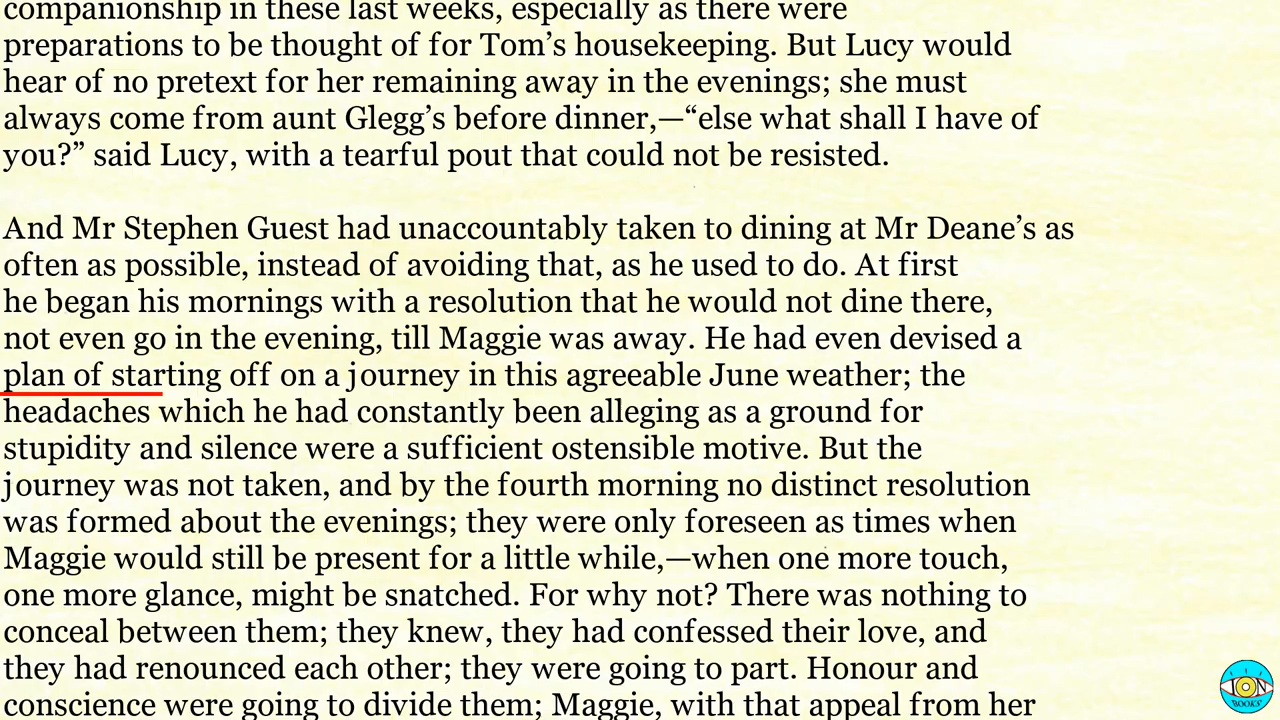 companionship in these last weeks, especially as there were
preparations to be thought of for Tom’s housekeeping. But Lucy would
hear of no pretext for her remaining away in the evenings; she must
always come from aunt Glegg’s before dinner,—“else what shall I have of
you?” said Lucy, with a tearful pout that could not be resisted.
And Mr Stephen Guest had unaccountably taken to dining at Mr Deane’s as
often as possible, instead of avoiding that, as he used to do. At first
he began his mornings with a resolution that he would not dine there,
not even go in the evening, till Maggie was away. He had even devised a
plan of starting off on a journey in this agreeable June weather; the
headaches which he had constantly been alleging as a ground for
stupidity and silence were a sufficient ostensible motive. But the
journey was not taken, and by the fourth morning no distinct resolution
was formed about the evenings; they were only foreseen as times when
Maggie would still be present for a little while,—when one more touch,
one more glance, might be snatched. For why not? There was nothing to
conceal between them; they knew, they had confessed their love, and
they had renounced each other; they were going to part. Honour and
conscience were going to divide them; Maggie, with that appeal from her
BOOKS